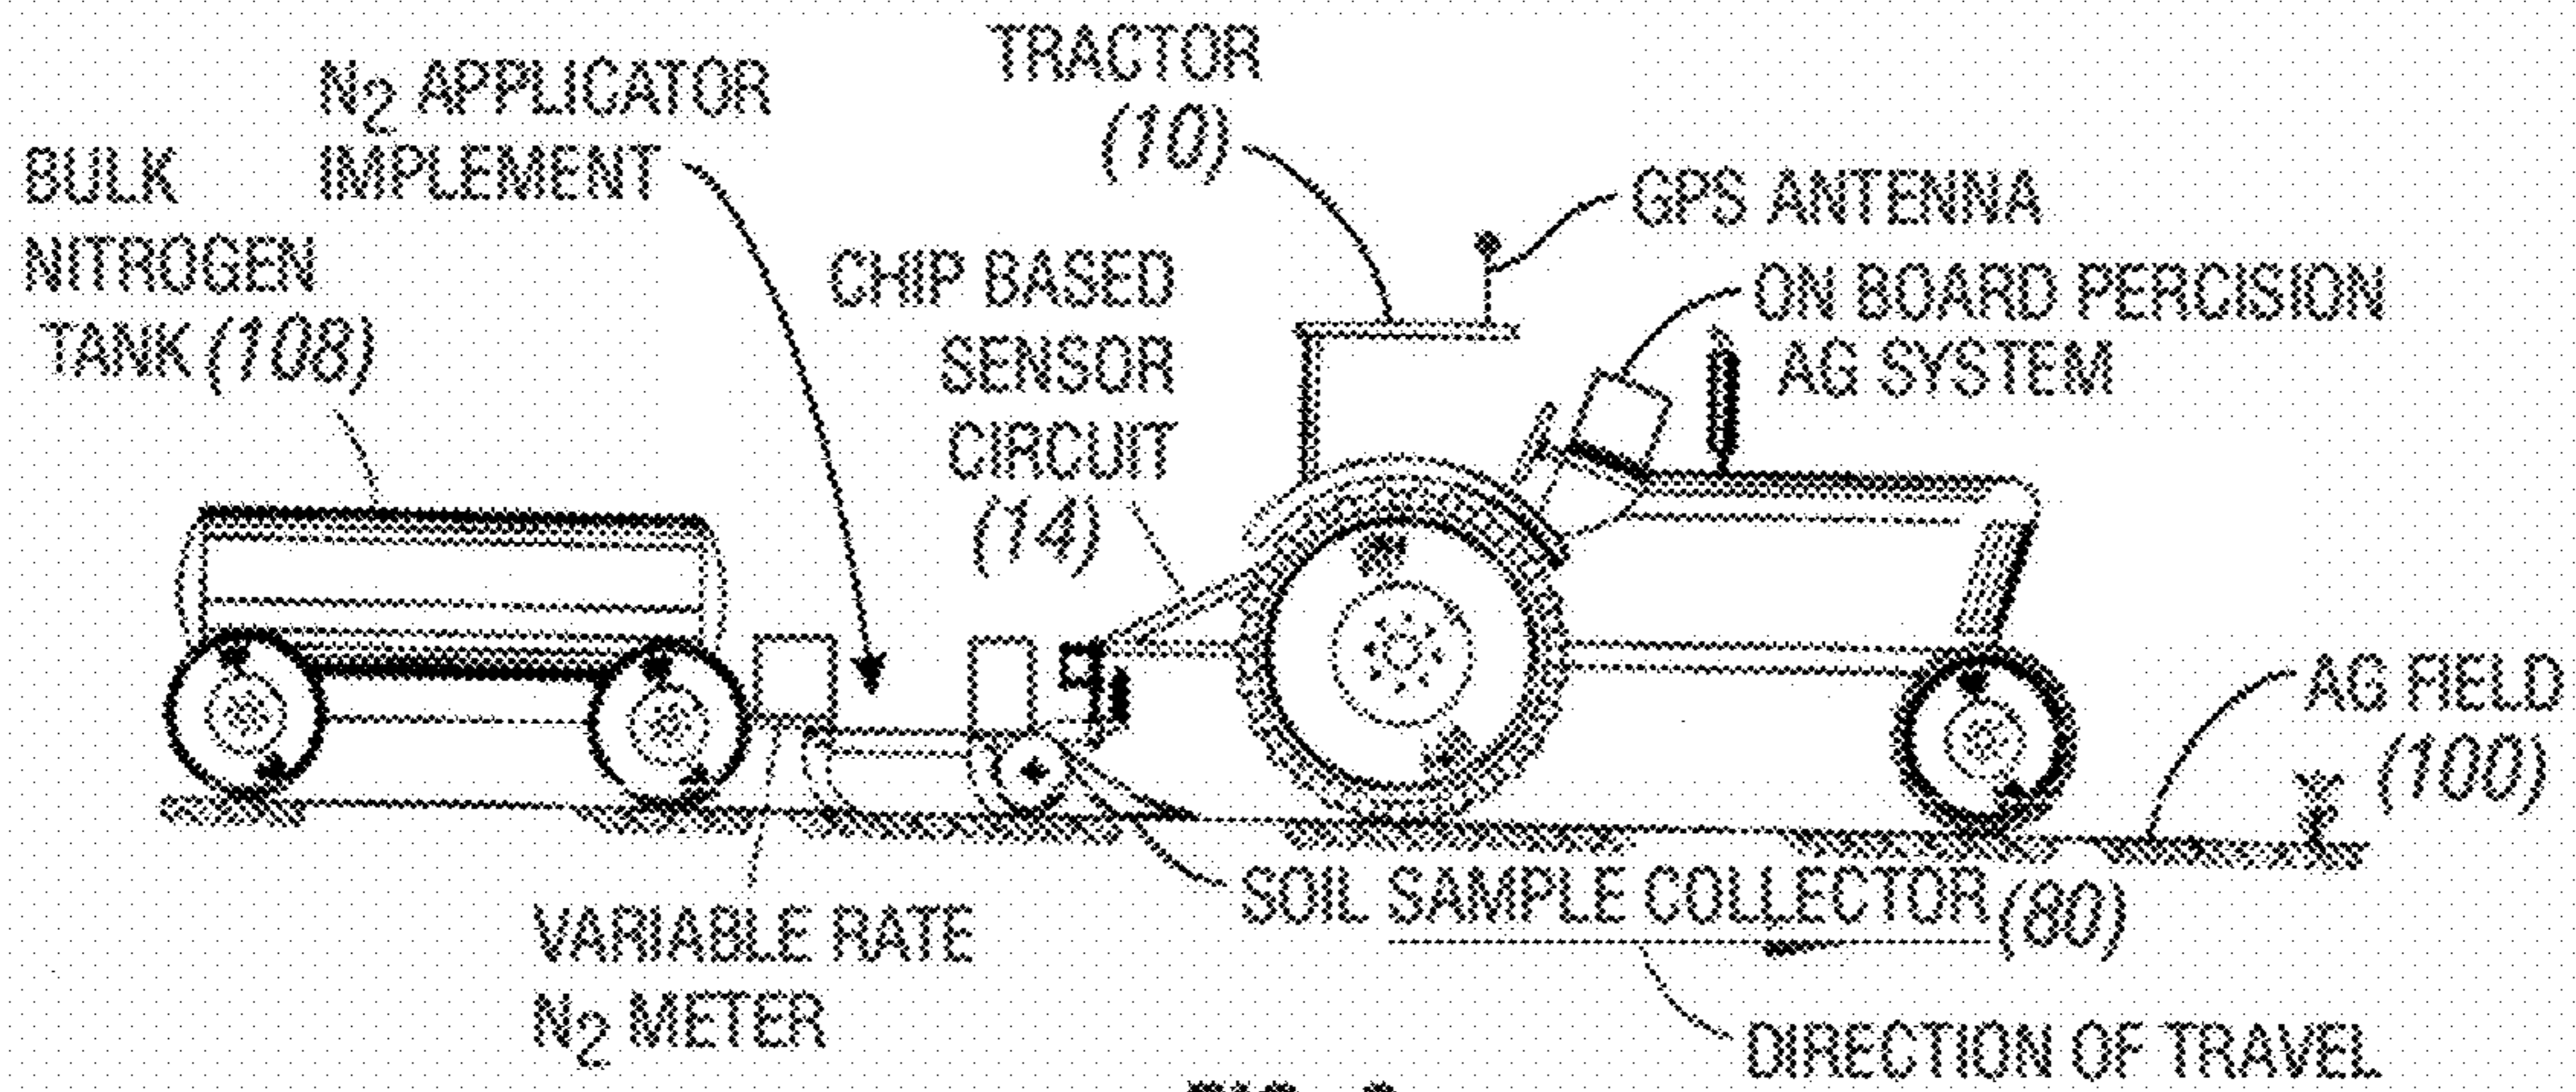 TRACTOR
(10)
N2 APPLICATOR
IMPLEMENT
BULK
NITROGEN
TANK (108)
GPS ANTENNA
CHIP BASED
SENSOR
CIRCUIT
(14)
ON BOARD PERCISION
AG SYSTEM
AG FIELD
(100)
SOIL SAMPLE COLLECTOR (80)
VARIABLE RATE
N2 METER
DIRECTION OF TRAVEL